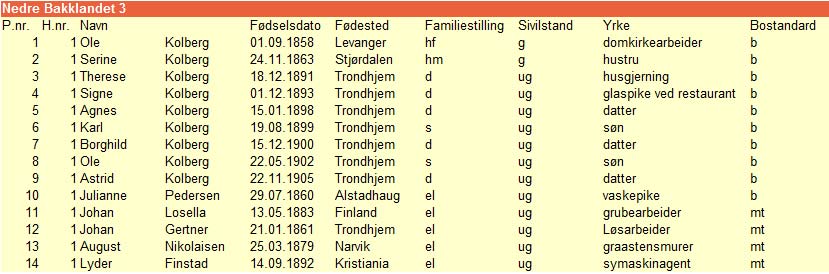 Nedre Bakklandet 3
P.nr. H.nr. Navn Fødselsdato Fødested Familiestilling Sivilstand Yrke Bostandard
1 1 Ole Kolberg 01.09.1858 Levanger hf g domkirkearbeider b
2 1 Serine Kolberg 24.11.1863 Stjørdalen hm g hustru b
3 1 Therese Kolberg 18.12.1891 Trondhjem d ug husgjerning b
4 1 Signe Kolberg 01.12.1893 Trondhjem d ug glaspike ved restaurant b
5 1 Agnes Kolberg 15.01.1898 Trondhjem d ug datter b
6 1 Karl Kolberg 19.08.1899 Trondhjem s ug søn b
7 1 Borghild Kolberg 15.12.1900 Trondhjem d ug datter b
8 1 Ole Kolberg 22.05.1902 Trondhjem s ug søn b
9 1 Astrid Kolberg 22.11.1905 Trondhjem d ug datter b
10 1 Julianne Pedersen 29.07.1860 Alstadhaug el ug vaskepike b
11 1 Johan Losella 13.05.1883 Finland el ug grubearbeider mt
12 1 Johan Gertner 21.01.1861 Trondhjem el ug Løsarbeider mt
13 1 August Nikolaisen 25.03.1879 Narvik el ug graastensmurer mt
14 1 Lyder Finstad 14.09.1892 Kristiania el ug symaskinagent mt